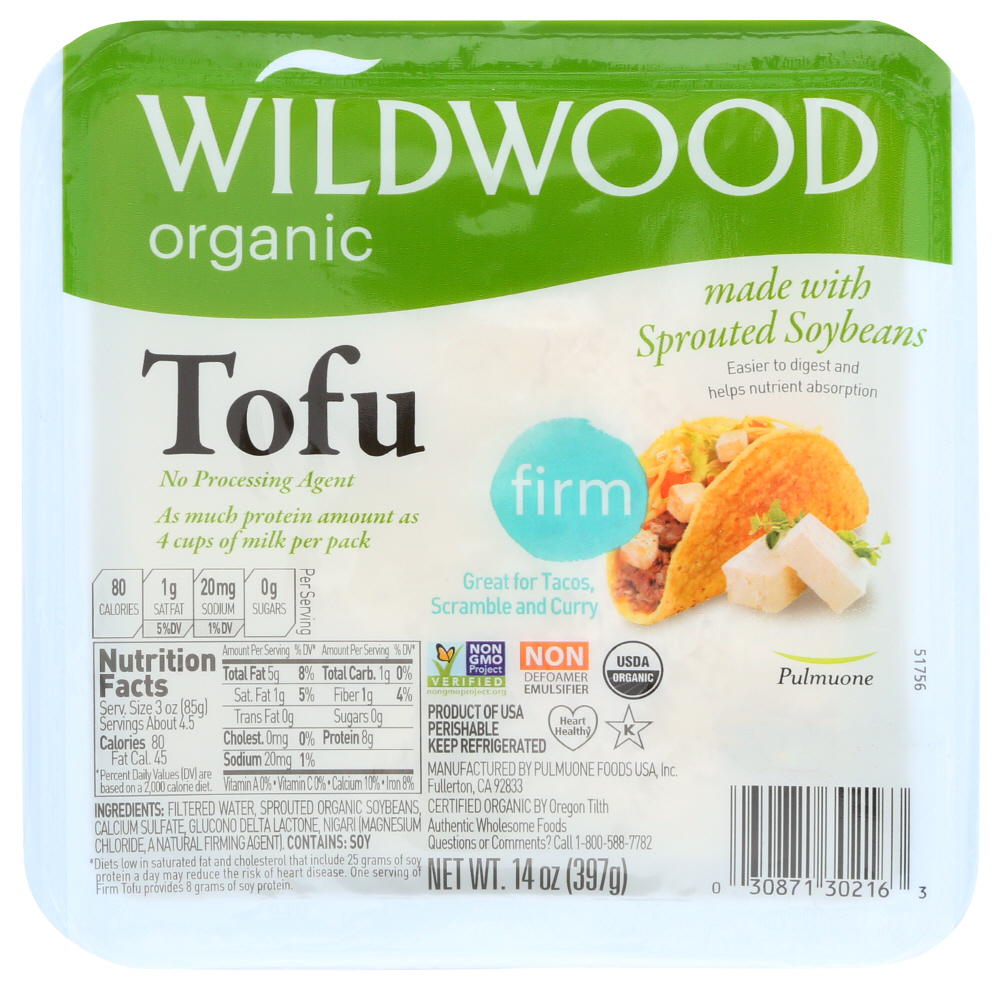 WILDWOOD
organic
made with
Sprouted Soybeans
Easier to digest and
helps nutrient absorption
Tofu
No Processing Agent
As much protein amount as
4 cups of milk per pack
firm
Great for Tacos,
Scramble and Curry
80 CALORIES
1g SAT FAT 5%DV
20mg SODIUM 1%DV
0g SUGARS
Per Serving
Nutrition
Facts
Serv. Size 3 oz (85g)
Servings About 4.5
Calories 80
Fat Cal. 45
*Percent Daily Values (DV) are
based on a 2,000 calorie diet.
Amount Per Serving %DV* Amount Per Serving %DV*
Total Fat 5g 8% Total Carb. 1g 0%
Sat. Fat 1g 5% Fiber 1g 4%
Trans Fat 0g Sugars 0g
Cholest. 0mg 0% Protein 8g
Sodium 20mg 1%
Vitamin A 0% • Vitamin C 0% • Calcium 10% • Iron 8%
INGREDIENTS: FILTERED WATER, SPROUTED ORGANIC SOYBEANS,
CALCIUM SULFATE, GLUCONO DELTA LACTONE, NIGARI (MAGNESIUM
CHLORIDE, A NATURAL FIRMING AGENT). CONTAINS: SOY
*Diets low in saturated fat and cholesterol that include 25 grams of soy
protein a day may reduce the risk of heart disease. One serving of
Firm Tofu provides 8 grams of soy protein.
NON
GMO
Project
VERIFIED
nongmoproject.org
NON
DEFOAMER
EMULSIFIER
USDA
ORGANIC
PRODUCT OF USA
PERISHABLE
KEEP REFRIGERATED
Heart
Healthy
K
MANUFACTURED BY PULMUONE FOODS USA, Inc.
Fullerton, CA 92833
CERTIFIED ORGANIC BY Oregon Tilth
Authentic Wholesome Foods
Questions or Comments? Call 1-800-588-7782
NET WT. 14 oz (397g)
Pulmuone
51756
0 30871 30216 3